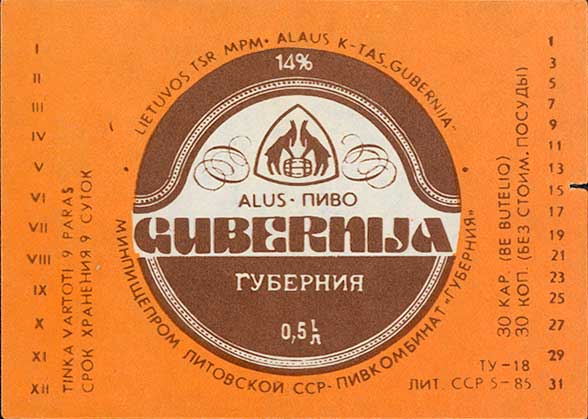 LIETUVOS TSR MPM • ALAUS K-TAS „GUBERNIJA“
14%
ALUS • ПИВО
GUBERNIJA
ГУБЕРНИЯ
0,5 L
л
МИНПИЩЕПРОМ ЛИТОВСКОЙ ССР - ПИВКОМБИНАТ „ГУБЕРНИЯ“
I
II
III
IV
V
VI
VII
VIII
IX
X
XI
XII
TINKA VARTOTI 9 PARAS
СРОК ХРАНЕНИЯ 9 СУТОК
30 KAP. (BE BUTELIO)
30 КОП. (БЕЗ СТОИМ. ПОСУДЫ)
1
3
5
7
9
11
13
15
17
19
21
23
25
27
29
31
ТУ-18
ЛИТ. ССР 5-85